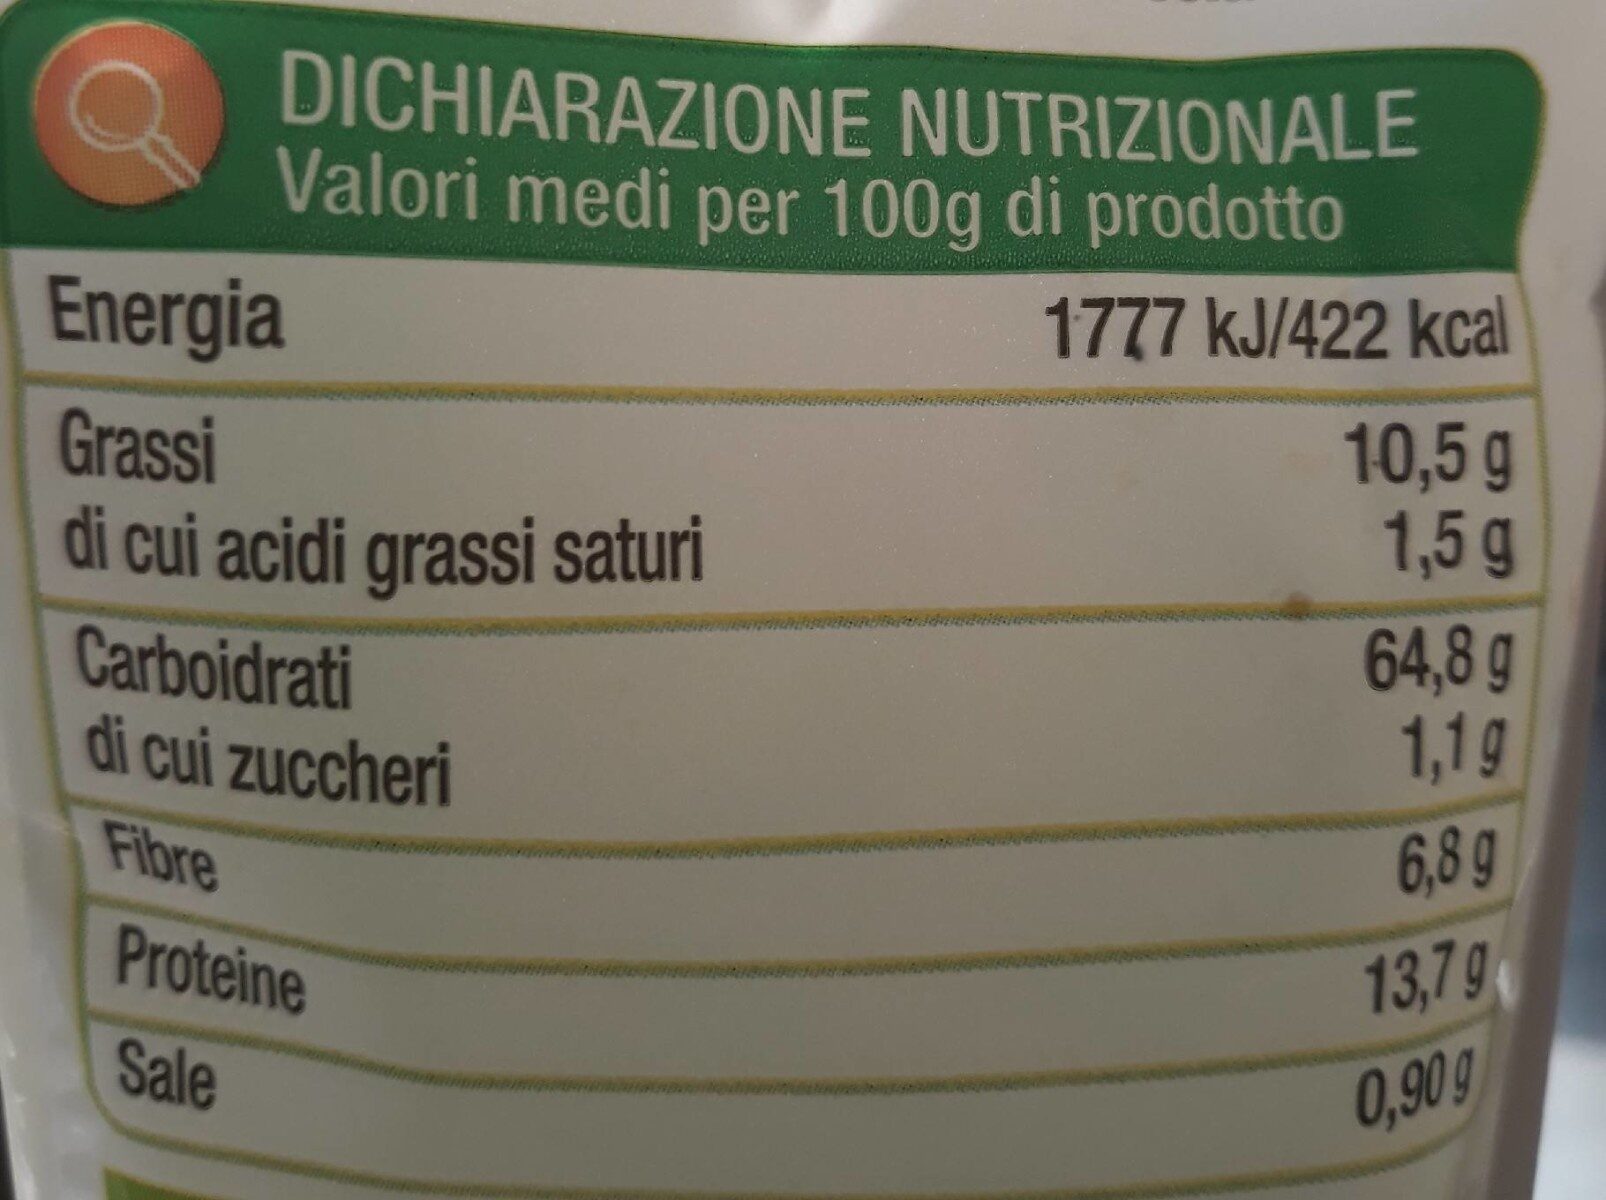 DICHIARAZIONE NUTRIZIONALE
Valori medi per 100g di prodotto
Energia 1777 kJ/422 kcal
Grassi 10,5 g
di cui acidi grassi saturi 1,5 g
Carboidrati 64,8 g
di cui zuccheri 1,1 g
Fibre 6,8 g
Proteine 13,7 g
Sale 0,90 g